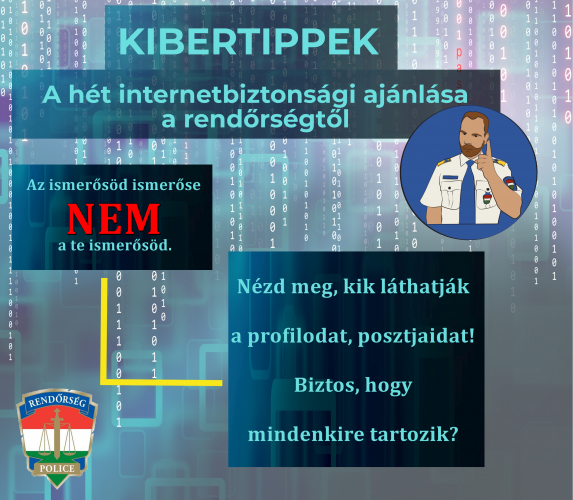 KIBERTIPPEK
A hét internetbiztonsági ajánlása
a rendőrségtől
Az ismerősöd ismerőse
NEM
a te ismerősöd.
Nézd meg, kik láthatják
a profilodat, posztjaidat!
Biztos, hogy
mindenkire tartozik?
RENDŐRSÉG
POLICE